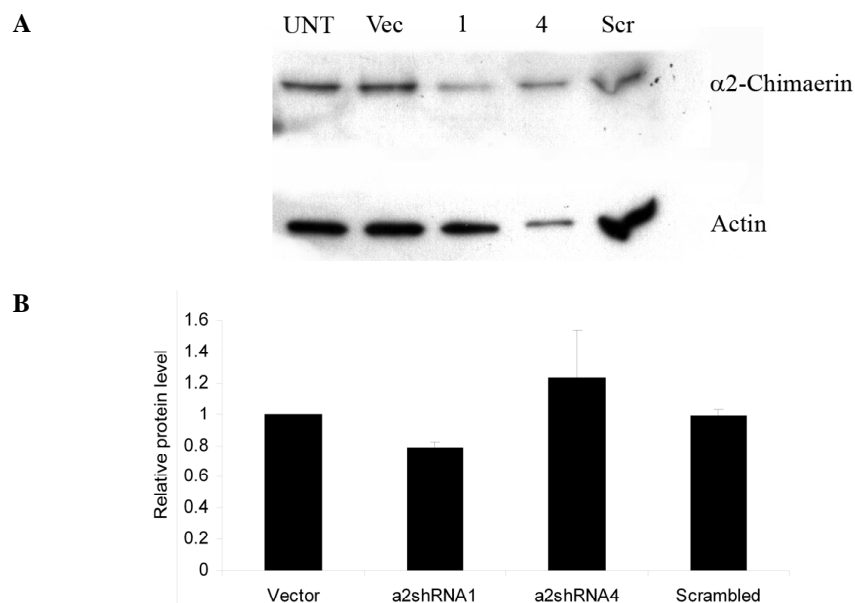 A
UNT Vec 1 4 Scr
α2-Chimaerin
Actin
B
Relative protein level
1.6
1.4
1.2
1
0.8
0.6
0.4
0.2
0
Vector a2shRNA1 a2shRNA4 Scrambled